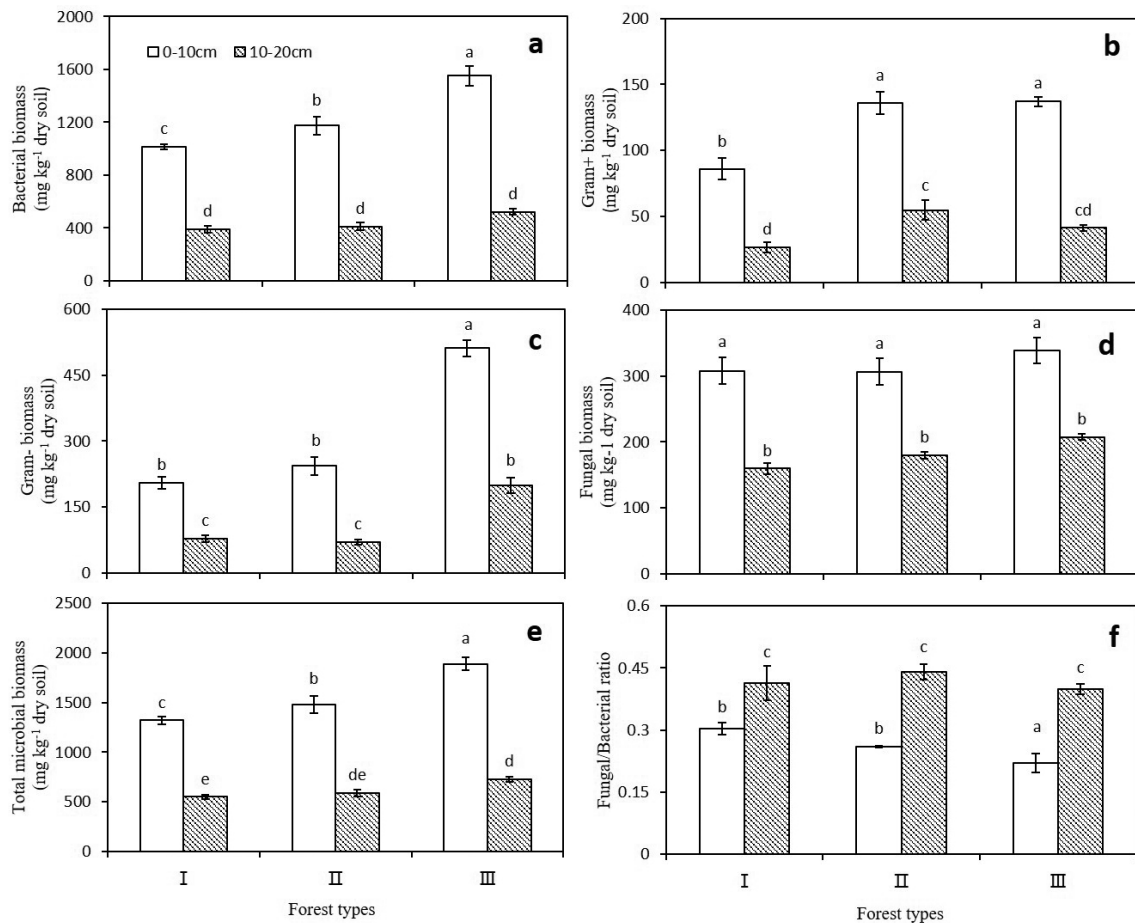 a
0-10cm 10-20cm
Bacterial biomass
(mg kg-1 dry soil)
2000
1600
1200
800
400
0
c
d
b
d
a
d
b
Gram+ biomass
(mg kg-1 dry soil)
200
150
100
50
0
b
d
a
c
a
cd
c
Gram- biomass
(mg kg-1 dry soil)
600
450
300
150
0
b
c
b
c
a
b
d
Fungal biomass
(mg kg-1 dry soil)
400
300
200
100
0
a
b
a
b
a
b
e
Total microbial biomass
(mg kg-1 dry soil)
2500
2000
1500
1000
500
0
c
e
b
de
a
d
I II III
Forest types
f
Fungal/Bacterial ratio
0.6
0.45
0.3
0.15
0
b
c
b
c
a
c
I II III
Forest types